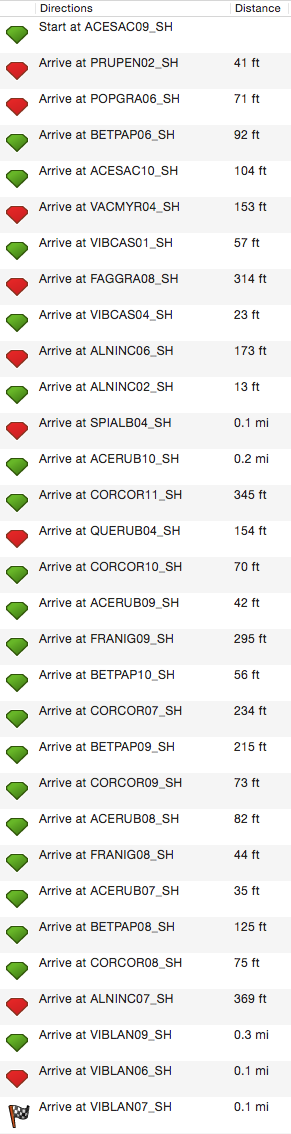 Directions Distance
Start at ACESAC09_SH
Arrive at PRUPEN02_SH 41 ft
Arrive at POPGRA06_SH 71 ft
Arrive at BETPAP06_SH 92 ft
Arrive at ACESAC10_SH 104 ft
Arrive at VACMYR04_SH 153 ft
Arrive at VIBCAS01_SH 57 ft
Arrive at FAGGRA08_SH 314 ft
Arrive at VIBCAS04_SH 23 ft
Arrive at ALNINC06_SH 173 ft
Arrive at ALNINC02_SH 13 ft
Arrive at SPIALB04_SH 0.1 mi
Arrive at ACERUB10_SH 0.2 mi
Arrive at CORCOR11_SH 345 ft
Arrive at QUERUB04_SH 154 ft
Arrive at CORCOR10_SH 70 ft
Arrive at ACERUB09_SH 42 ft
Arrive at FRANIG09_SH 295 ft
Arrive at BETPAP10_SH 56 ft
Arrive at CORCOR07_SH 234 ft
Arrive at BETPAP09_SH 215 ft
Arrive at CORCOR09_SH 73 ft
Arrive at ACERUB08_SH 82 ft
Arrive at FRANIG08_SH 44 ft
Arrive at ACERUB07_SH 35 ft
Arrive at BETPAP08_SH 125 ft
Arrive at CORCOR08_SH 75 ft
Arrive at ALNINC07_SH 369 ft
Arrive at VIBLAN09_SH 0.3 mi
Arrive at VIBLAN06_SH 0.1 mi
Arrive at VIBLAN07_SH 0.1 mi